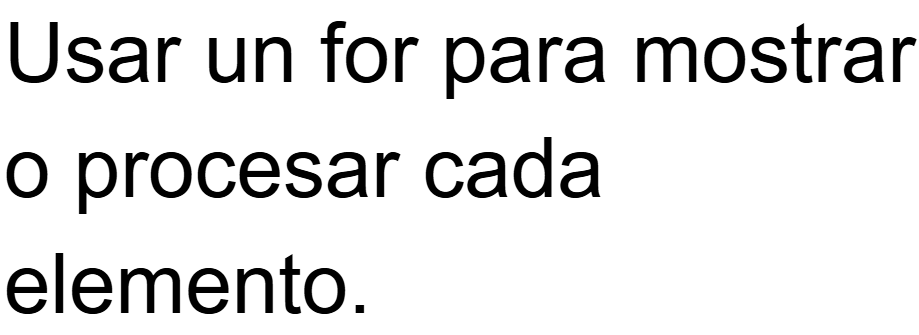 Usar un for para mostrar
o procesar cada
elemento.